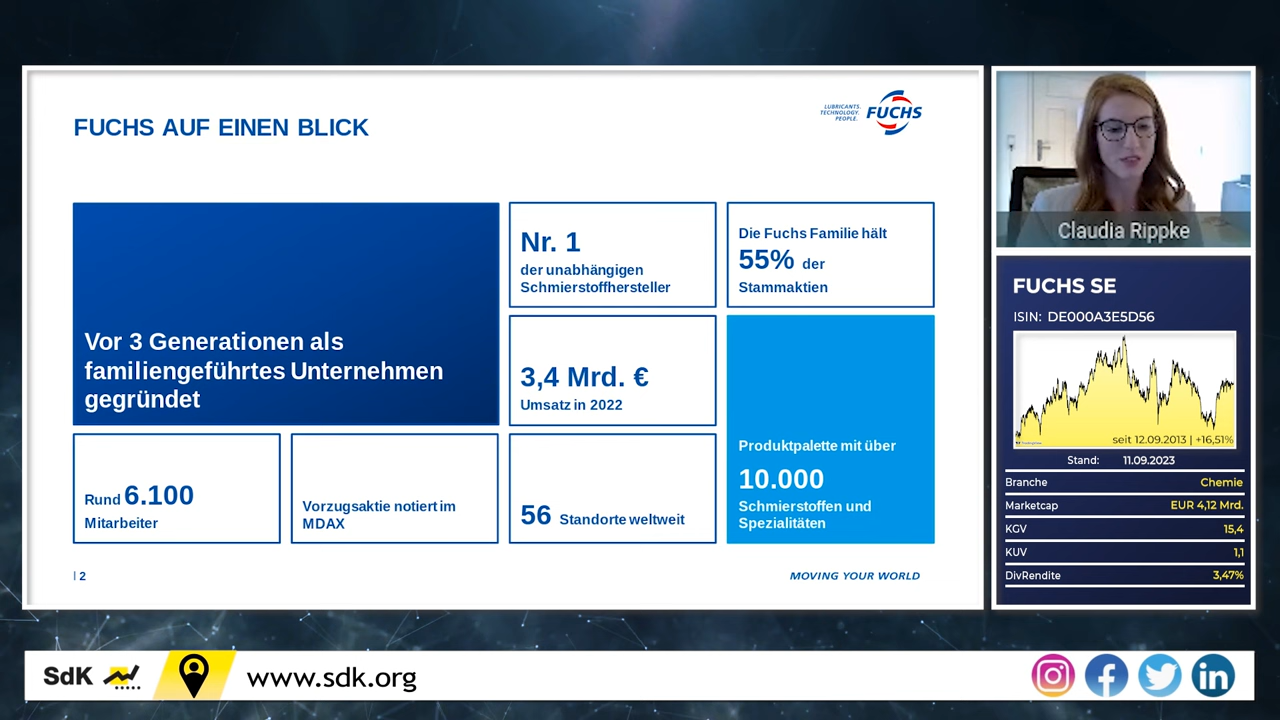 FUCHS AUF EINEN BLICK
LUBRICANTS.
TECHNOLOGY.
PEOPLE.
FUCHS
Vor 3 Generationen als
familiengeführtes Unternehmen
gegründet
Nr. 1
der unabhängigen
Schmierstoffhersteller
Die Fuchs Familie hält
55% der
Stammaktien
3,4 Mrd. €
Umsatz in 2022
Produktpalette mit über
10.000
Schmierstoffen und
Spezialitäten
Rund 6.100
Mitarbeiter
Vorzugsaktie notiert im
MDAX
56 Standorte weltweit
| 2
MOVING YOUR WORLD
Claudia Rippke
FUCHS SE
ISIN: DE000A3E5D56
seit 12.09.2013 | +16,51%
Stand: 11.09.2023
Branche Chemie
Marketcap EUR 4,12 Mrd.
KGV 15,4
KUV 1,1
DivRendite 3,47%
SdK
www.sdk.org